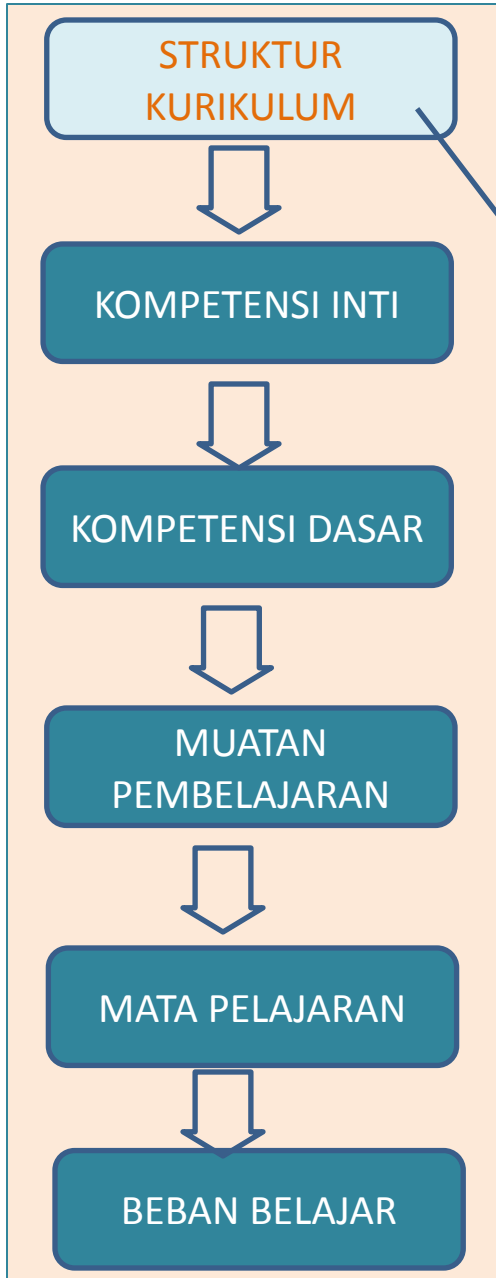 STRUKTUR
KURIKULUM
KOMPETENSI INTI
KOMPETENSI DASAR
MUATAN
PEMBELAJARAN
MATA PELAJARAN
BEBAN BELAJAR